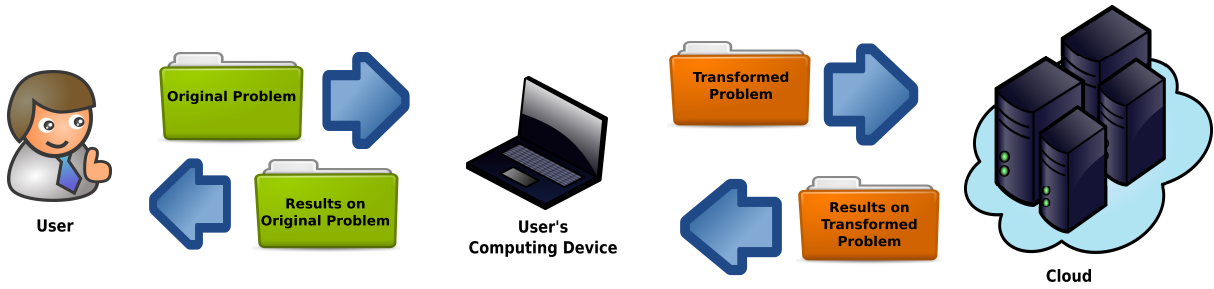 Original Problem
Transformed
Problem
Results on
Original Problem
Results on
Transformed
Problem
User
User's
Computing Device
Cloud